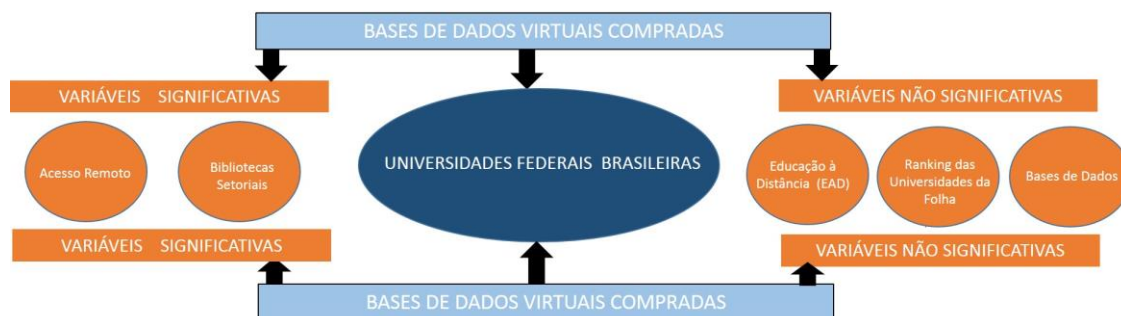 BASES DE DADOS VIRTUAIS COMPRADAS
VARIÁVEIS SIGNIFICATIVAS
VARIÁVEIS NÃO SIGNIFICATIVAS
Acesso Remoto
Bibliotecas
Setoriais
UNIVERSIDADES FEDERAIS BRASILEIRAS
Educação à
Distância (EAD)
Ranking das
Universidades da
Folha
Bases de Dados
VARIÁVEIS SIGNIFICATIVAS
VARIÁVEIS NÃO SIGNIFICATIVAS
BASES DE DADOS VIRTUAIS COMPRADAS